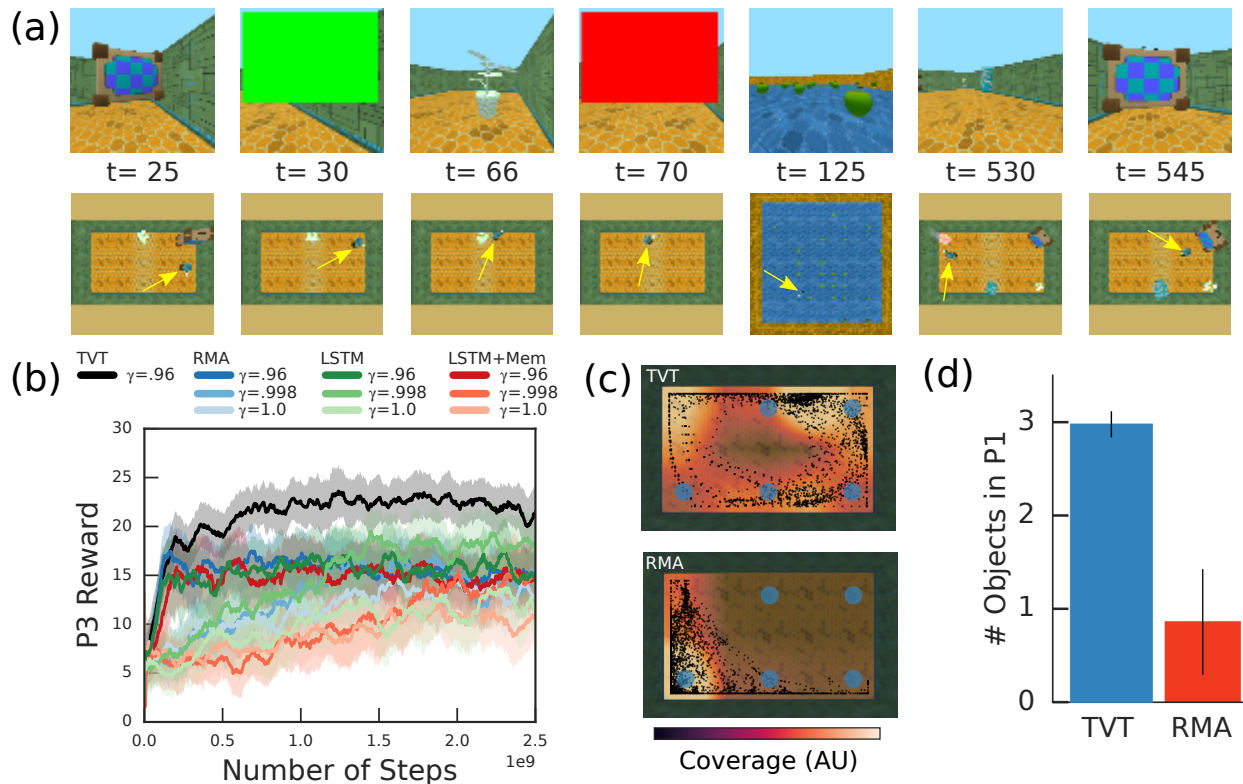 (a)
t= 25 t= 30 t= 66 t= 70 t= 125 t= 530 t= 545
(b)
TVT RMA LSTM LSTM+Mem
γ=.96 γ=.96 γ=.96 γ=.96
γ=.998 γ=.998 γ=.998
γ=1.0 γ=1.0 γ=1.0
P3 Reward
30
25
20
15
10
5
0
0.0 0.5 1.0 1.5 2.0 2.5
1e9
Number of Steps
(c)
TVT
RMA
Coverage (AU)
(d)
# Objects in P1
3
2
1
0
TVT RMA